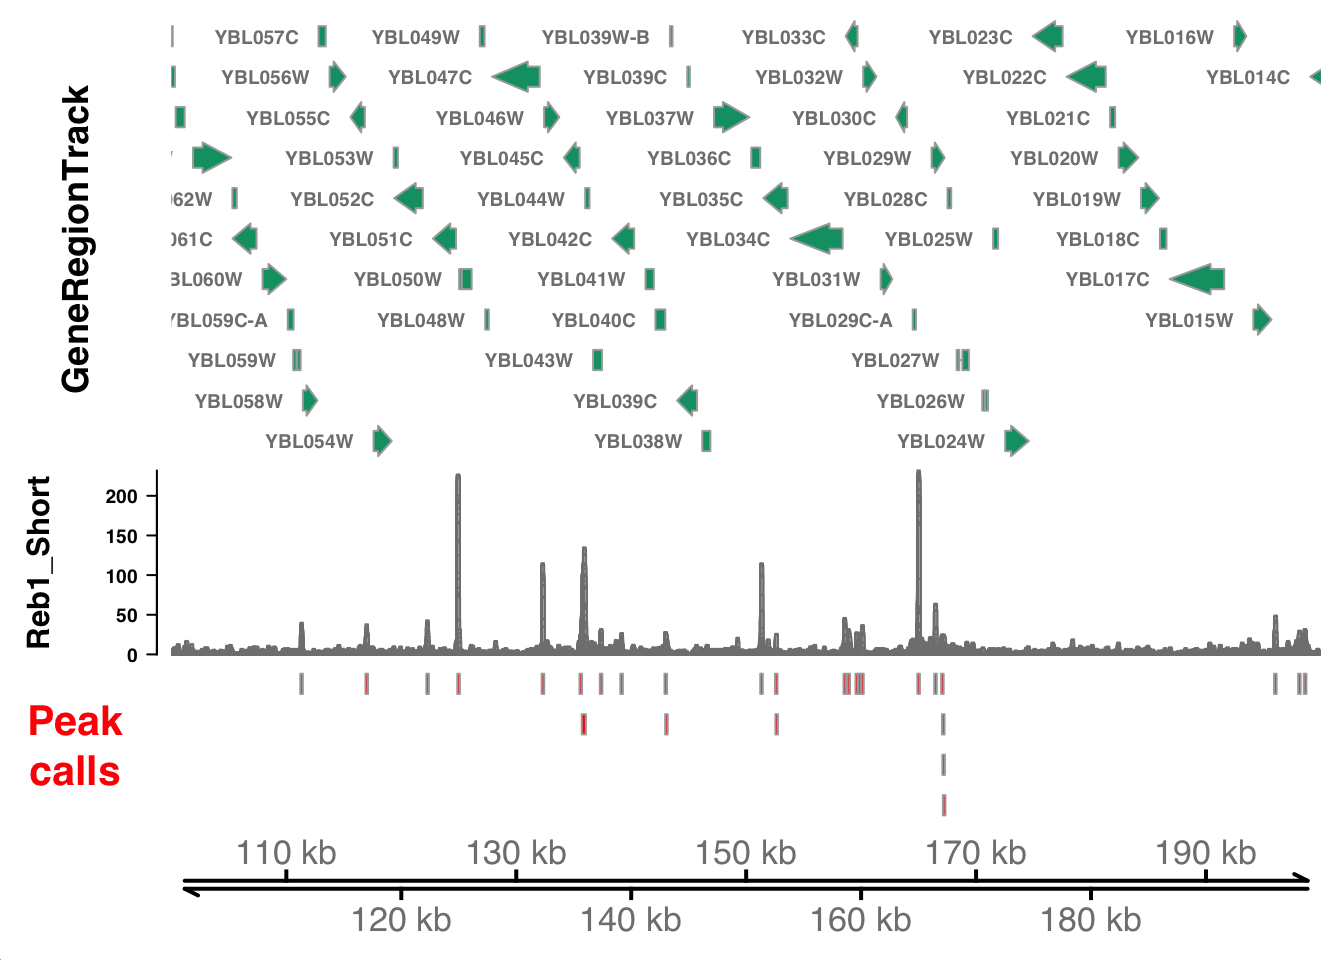 GeneRegionTrack
YBL057C YBL049W YBL039W-B YBL033C YBL023C YBL016W
YBL056W YBL047C YBL039C YBL032W YBL022C YBL014C
YBL055C YBL046W YBL037W YBL030C YBL021C
YBL053W YBL045C YBL036C YBL029W YBL020W
062W YBL052C YBL044W YBL035C YBL028C YBL019W
061C YBL051C YBL042C YBL034C YBL025W YBL018C
BL060W YBL050W YBL041W YBL031W YBL017C
YBL059C-A YBL048W YBL040C YBL029C-A YBL015W
YBL059W YBL043W YBL027W
YBL058W YBL039C YBL026W
YBL054W YBL038W YBL024W
Reb1_Short
200
150
100
50
0
Peak
calls
110 kb 130 kb 150 kb 170 kb 190 kb
120 kb 140 kb 160 kb 180 kb